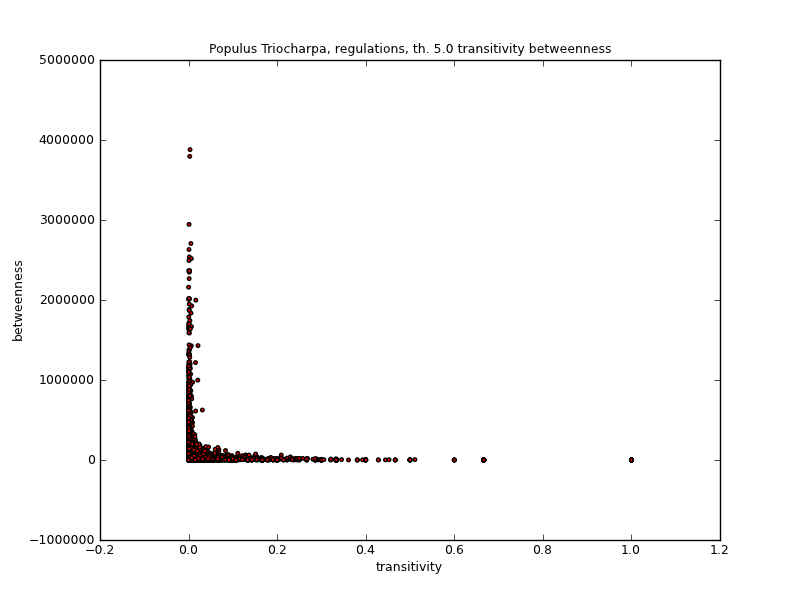 Populus Triocharpa, regulations, th. 5.0 transitivity betweenness
5000000
4000000
3000000
2000000
1000000
0
−1000000
betweenness
−0.2 0.0 0.2 0.4 0.6 0.8 1.0 1.2
transitivity